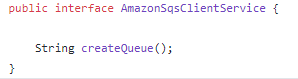 public interface AmazonSqsClientService {
String createQueue();
}